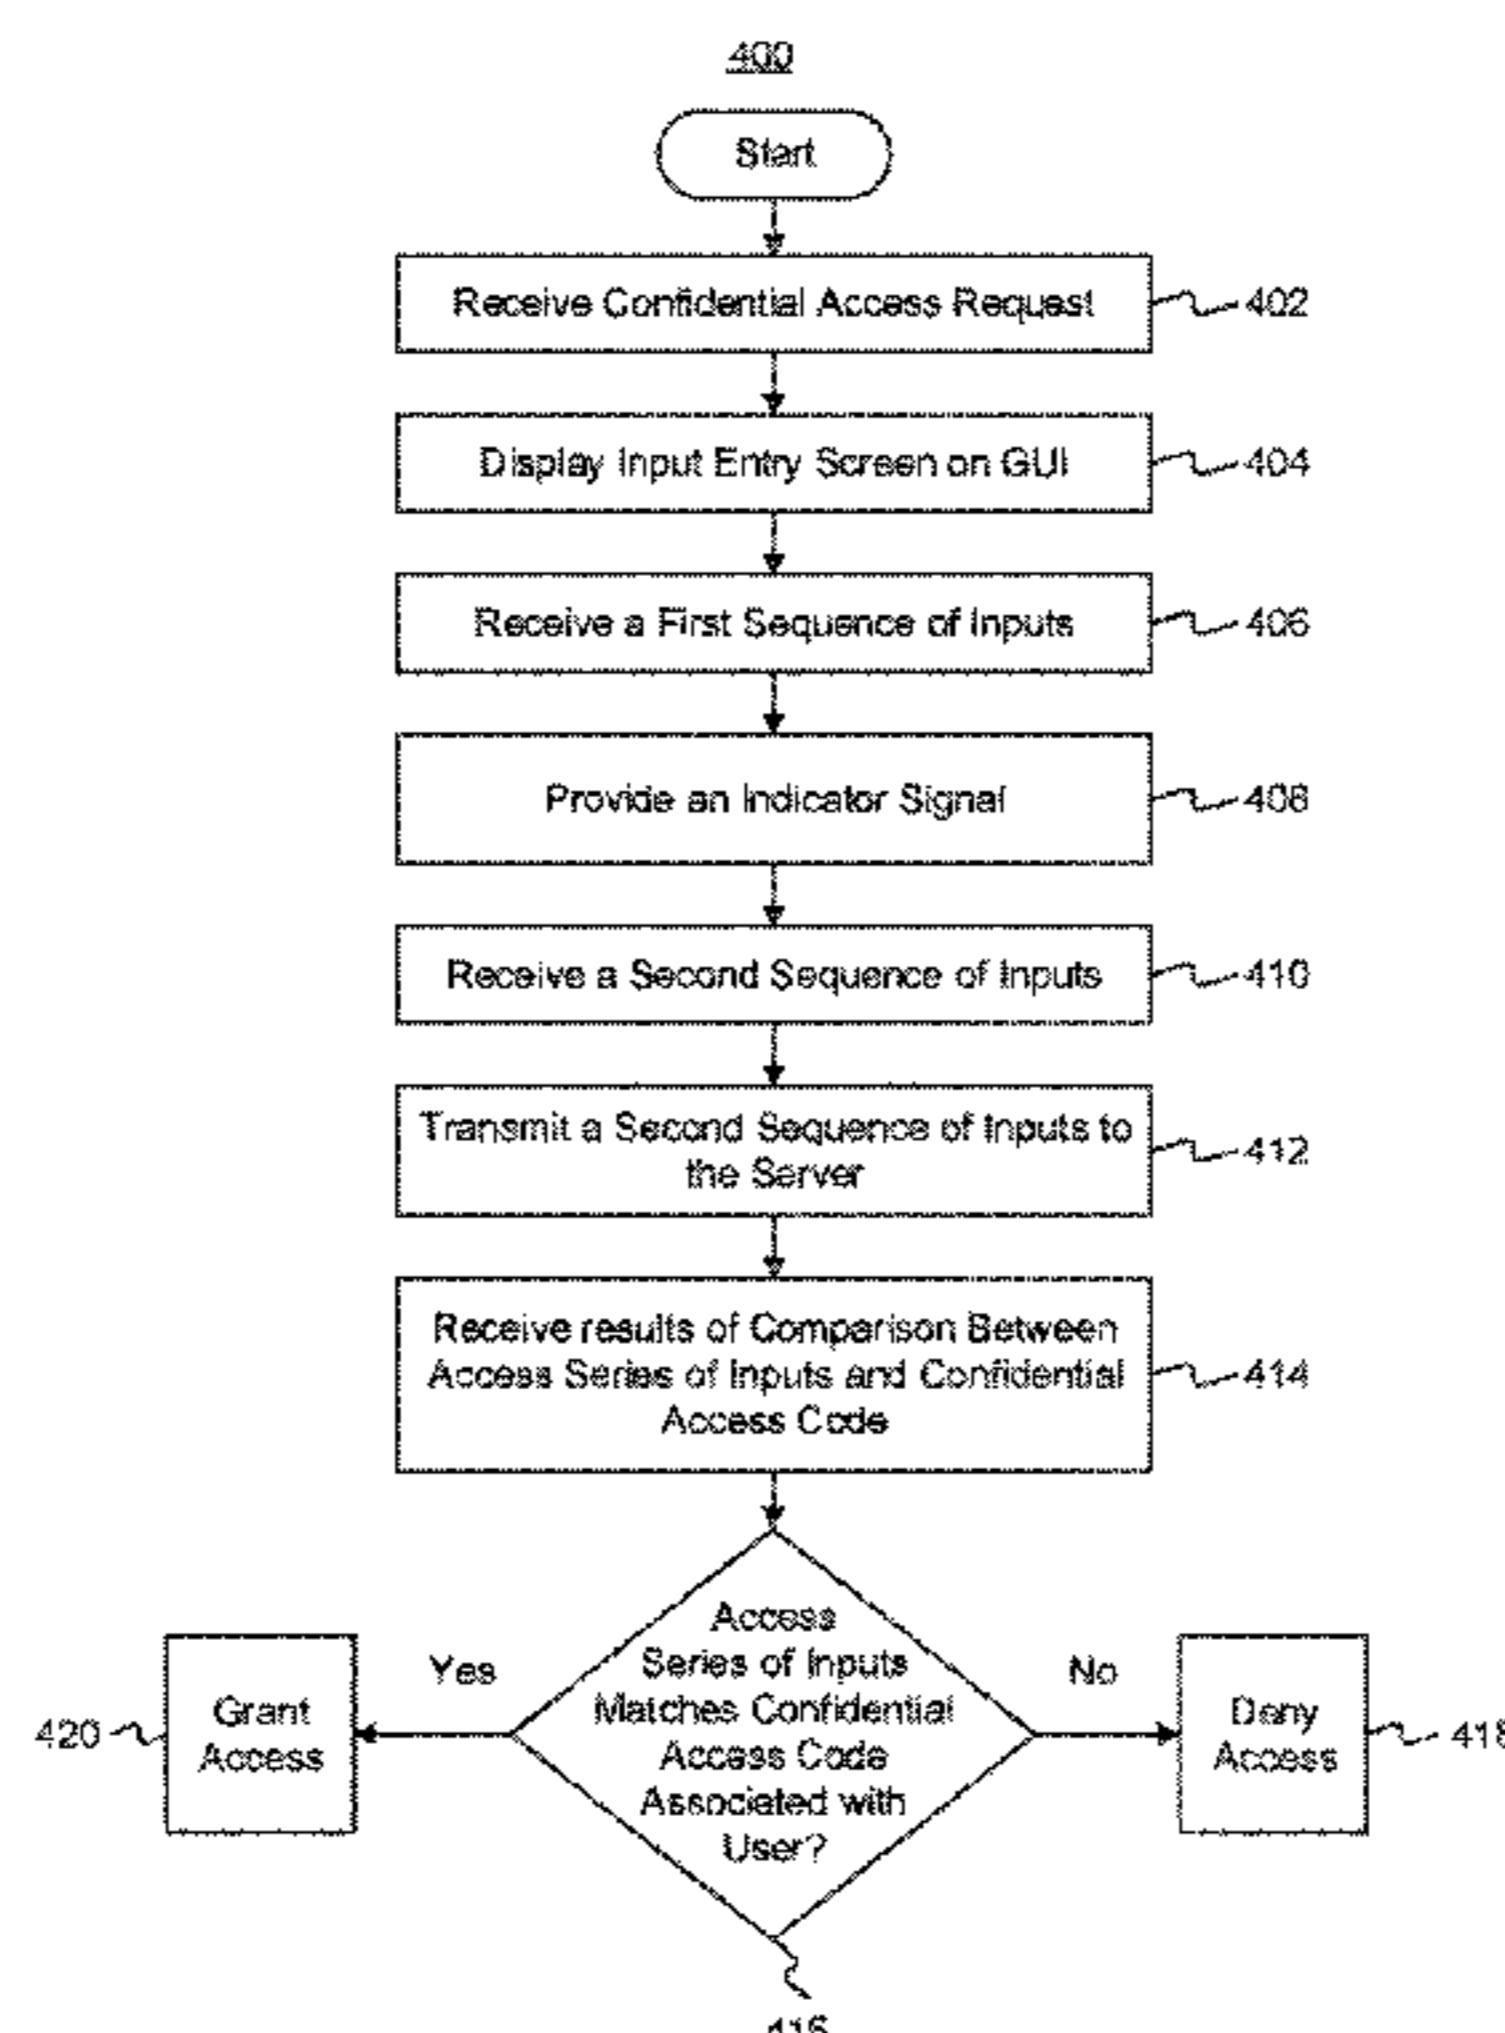 400
Start
Receive Confidential Access Request
402
Display Input Entry Screen on GUI
404
Receive a First Sequence of Inputs
406
Provide an Indicator Signal
408
Receive a Second Sequence of Inputs
410
Transmit a Second Sequence of Inputs to
the Server
412
Receive results of Comparison Between
Access Series of Inputs and Confidential
Access Code
414
Access
Series of Inputs
Matches Confidential
Access Code
Associated with
User?
Yes
No
Grant
Access
420
Deny
Access
418
416